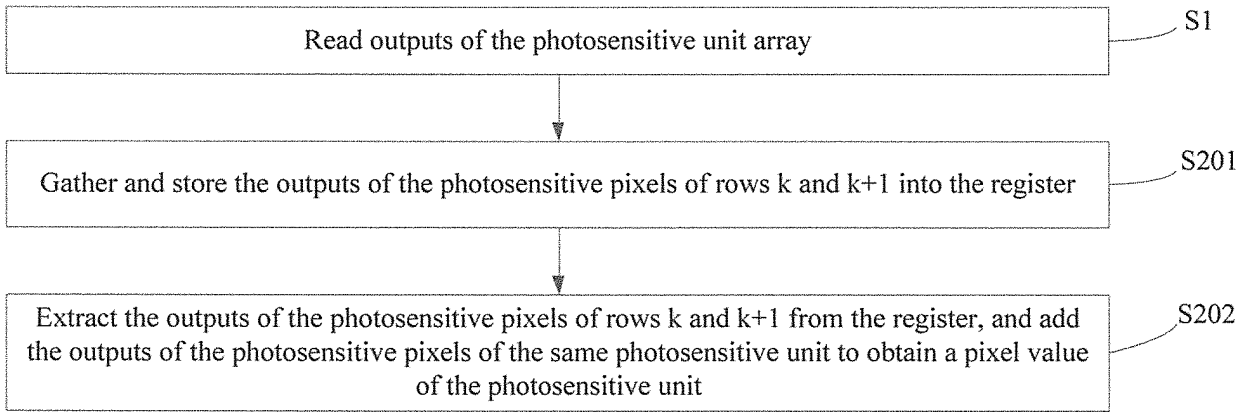 Read outputs of the photosensitive unit array
S1
Gather and store the outputs of the photosensitive pixels of rows k and k+1 into the register
S201
Extract the outputs of the photosensitive pixels of rows k and k+1 from the register, and add
the outputs of the photosensitive pixels of the same photosensitive unit to obtain a pixel value
of the photosensitive unit
S202